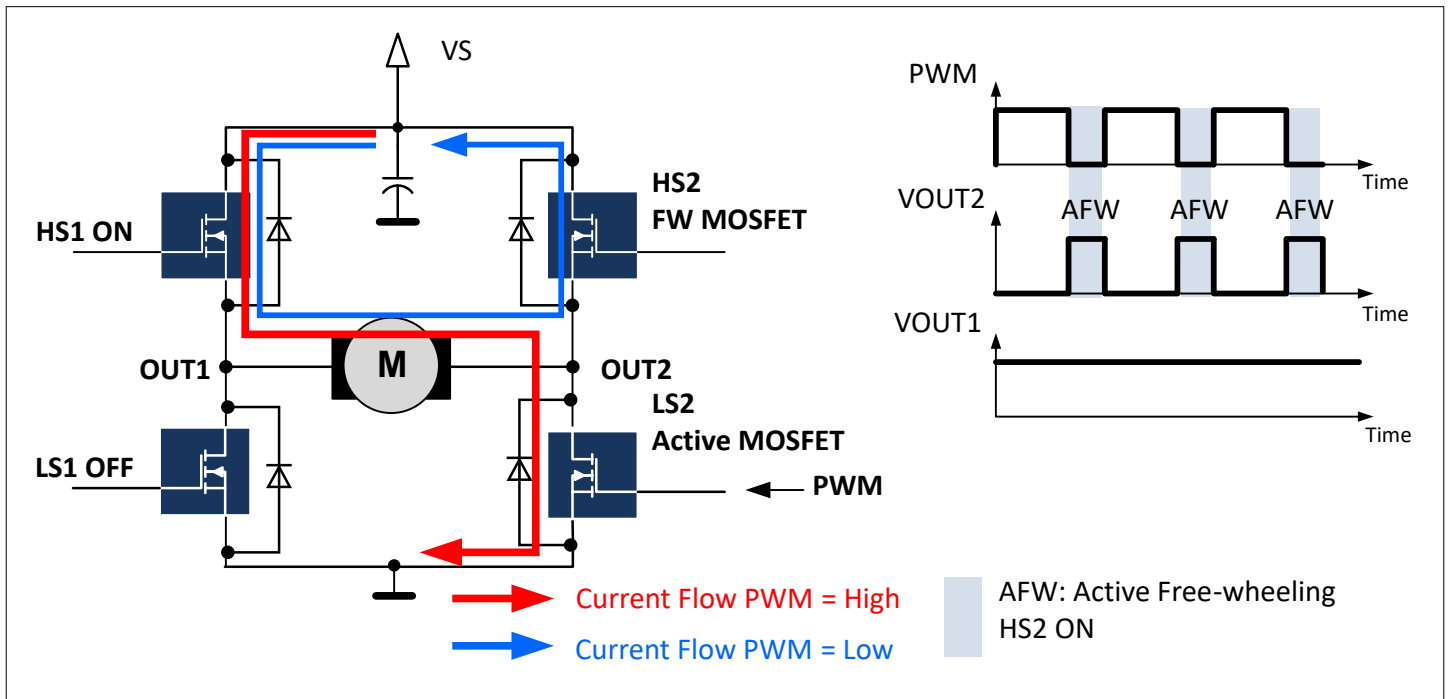 VS
HS1 ON
HS2
FW MOSFET
OUT1
M
OUT2
LS1 OFF
LS2
Active MOSFET
PWM
Current Flow PWM = High
Current Flow PWM = Low
PWM
Time
VOUT2
AFW AFW AFW
Time
VOUT1
Time
AFW: Active Free-wheeling
HS2 ON